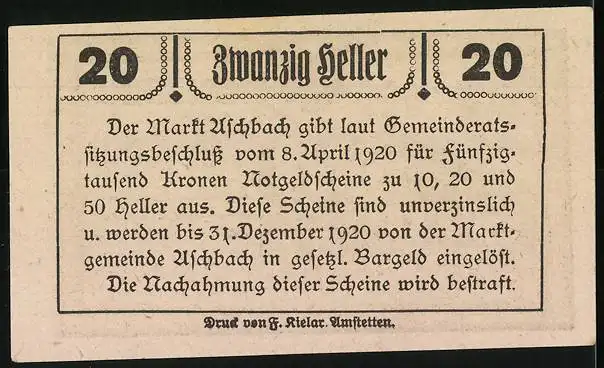 20 Zwanzig Heller 20
Der Markt Aschbach gibt laut Gemeinderats-
sitzungsbeschluß vom 8. April 1920 für Fünfzig-
tausend Kronen Notgeldscheine zu 10, 20 und
50 Heller aus. Diese Scheine sind unverzinslich
u. werden bis 31. Dezember 1920 von der Markt-
gemeinde Aschbach in gesetzl. Bargeld eingelöst.
Die Nachahmung dieser Scheine wird bestraft.
Druck von F. Kielar, Amstetten.